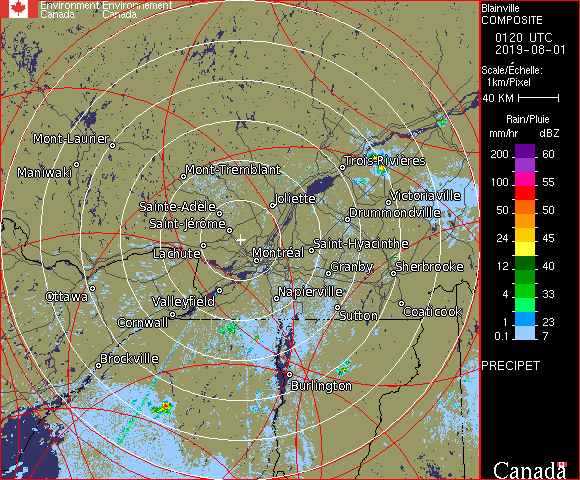 Environment Environnement
Canada Canada
Blainville
COMPOSITE
0120 UTC
2019-08-01
Scale/Échelle:
1km/Pixel
40 KM
Rain/Pluie
mm/hr dBZ
200 60
100 55
50 50
24 45
12 40
4 33
1 23
0.1 7
PRECIPET
Canada
Mont-Laurier
Maniwaki
Mont-Tremblant
Trois-Rivières
Joliette
Victoriaville
Sainte-Adele
Drummondville
Saint-Jérôme
Lachute
Montréal
Saint-Hyacinthe
Granby
Sherbrooke
Ottawa
Valleyfield
Napierville
Cornwall
Sutton
Coaticook
Brockville
Burlington